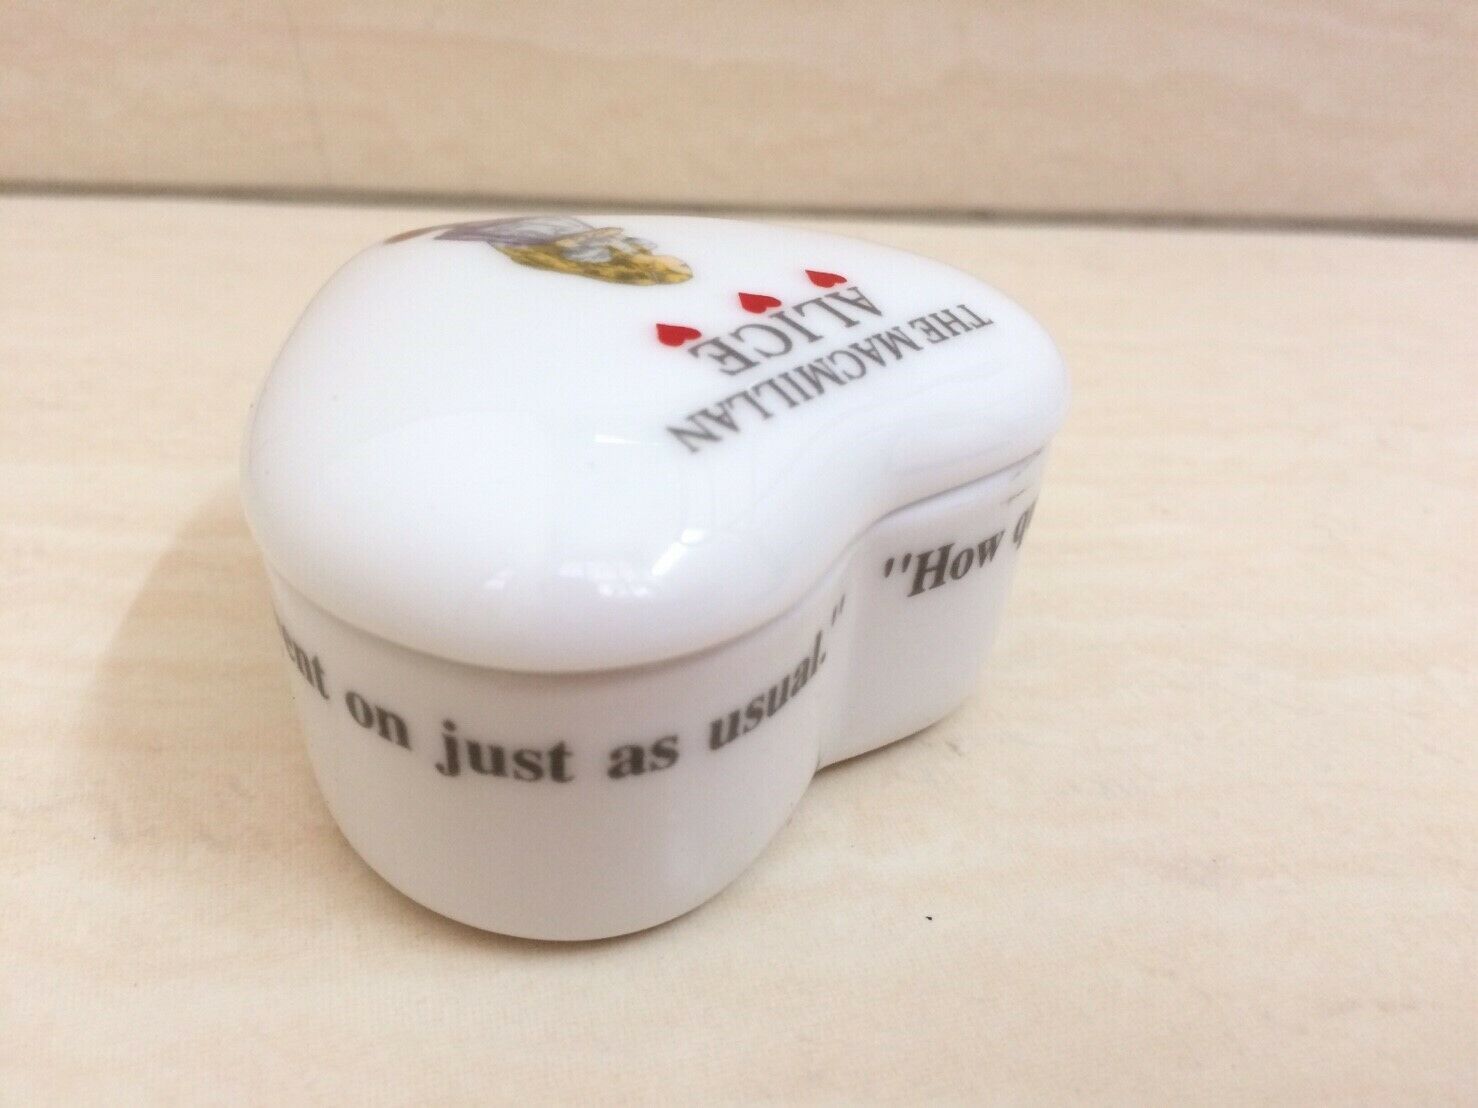 THE MACMILLAN
ALICE
on just as usual."
"How